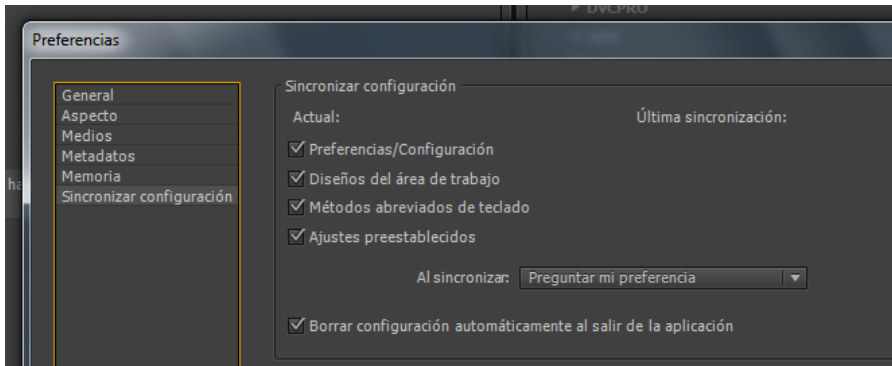 DVCPRO
Preferencias
General
Aspecto
Medios
Metadatos
Memoria
Sincronizar configuración
Sincronizar configuración
Actual:
Última sincronización:
Preferencias/Configuración
Diseños del área de trabajo
Métodos abreviados de teclado
Ajustes preestablecidos
Al sincronizar: Preguntar mi preferencia
Borrar configuración automáticamente al salir de la aplicación